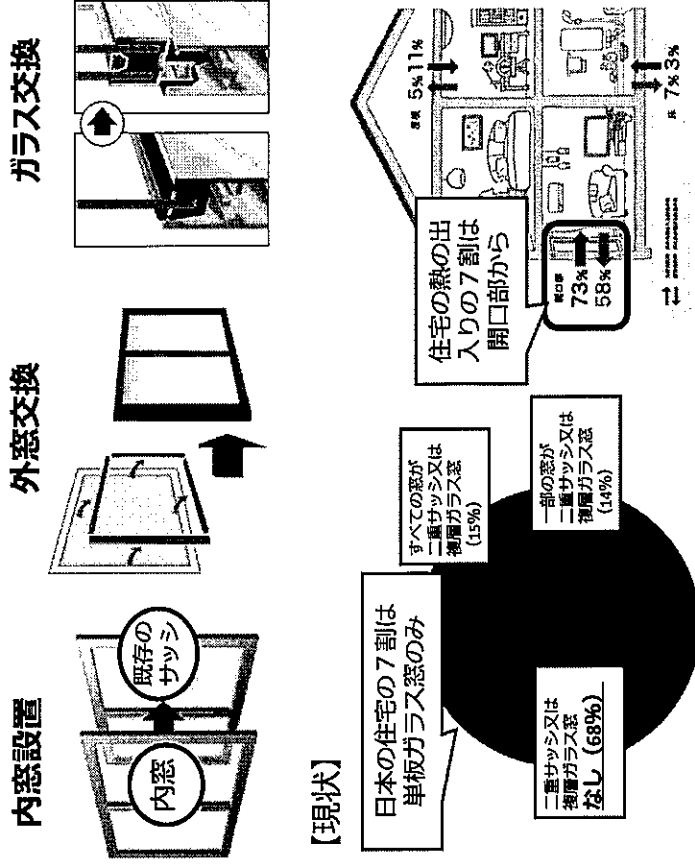 内窓設置
外窓交換
ガラス交換
内窓
既存の
サッシ
【現状】
日本の住宅の7割は
単板ガラス窓のみ
すべての窓が
二重サッシ又は
複層ガラス窓
(15%)
一部の窓が
二重サッシ又は
複層ガラス窓
(14%)
二重サッシ又は
複層ガラス窓
なし(68%)
住宅の熱の出
入りの7割は
開口部から
屋根
5% 11%
開口部
73%
58%
床
7% 3%